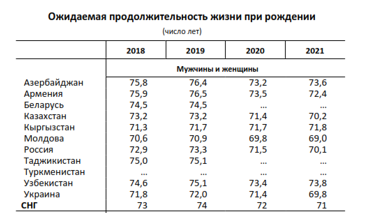 Ожидаемая продолжительность жизни при рождении
(число лет)
2018 2019 2020 2021
Мужчины и женщины
Азербайджан 75,8 76,4 73,2 73,6
Армения 75,9 76,5 73,5 72,4
Беларусь 74,5 74,5 ... ...
Казахстан 73,2 73,2 71,4 70,2
Кыргызстан 71,3 71,7 71,7 71,8
Молдова 70,6 70,9 69,8 69,0
Россия 72,9 73,3 71,5 70,1
Таджикистан 75,0 75,1 ... ...
Туркменистан ... ... ... ...
Узбекистан 74,6 75,1 73,4 73,8
Украина 71,8 72,0 71,4 69,8
СНГ 73 74 72 71